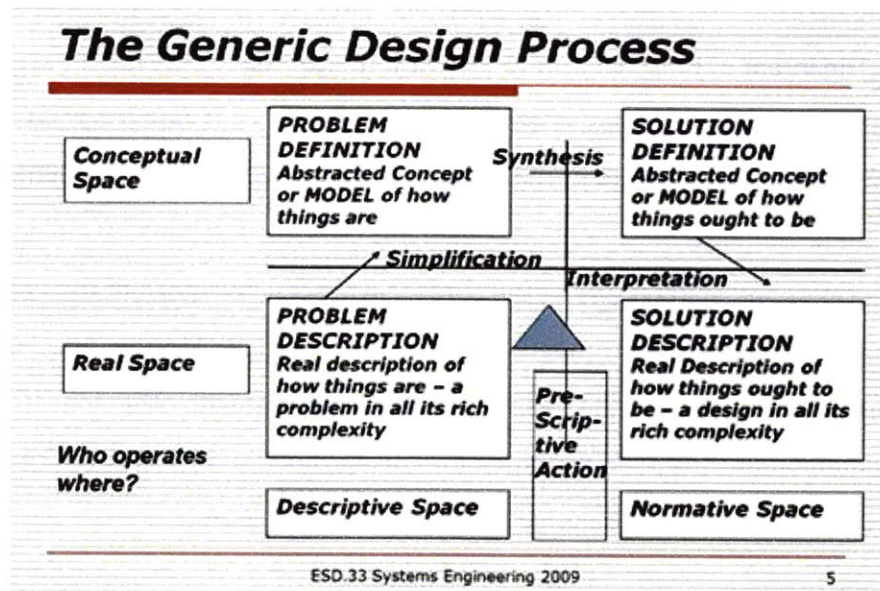 The Generic Design Process
Conceptual
Space
PROBLEM
DEFINITION
Abstracted Concept
or MODEL of how
things are
Synthesis
SOLUTION
DEFINITION
Abstracted Concept
or MODEL of how
things ought to be
Simplification
Interpretation
Real Space
PROBLEM
DESCRIPTION
Real description of
how things are – a
problem in all its rich
complexity
Pre-
Scrip-
tive
Action
SOLUTION
DESCRIPTION
Real Description of
how things ought to
be – a design in all its
rich complexity
Who operates
where?
Descriptive Space
Normative Space
ESD.33 Systems Engineering 2009
5